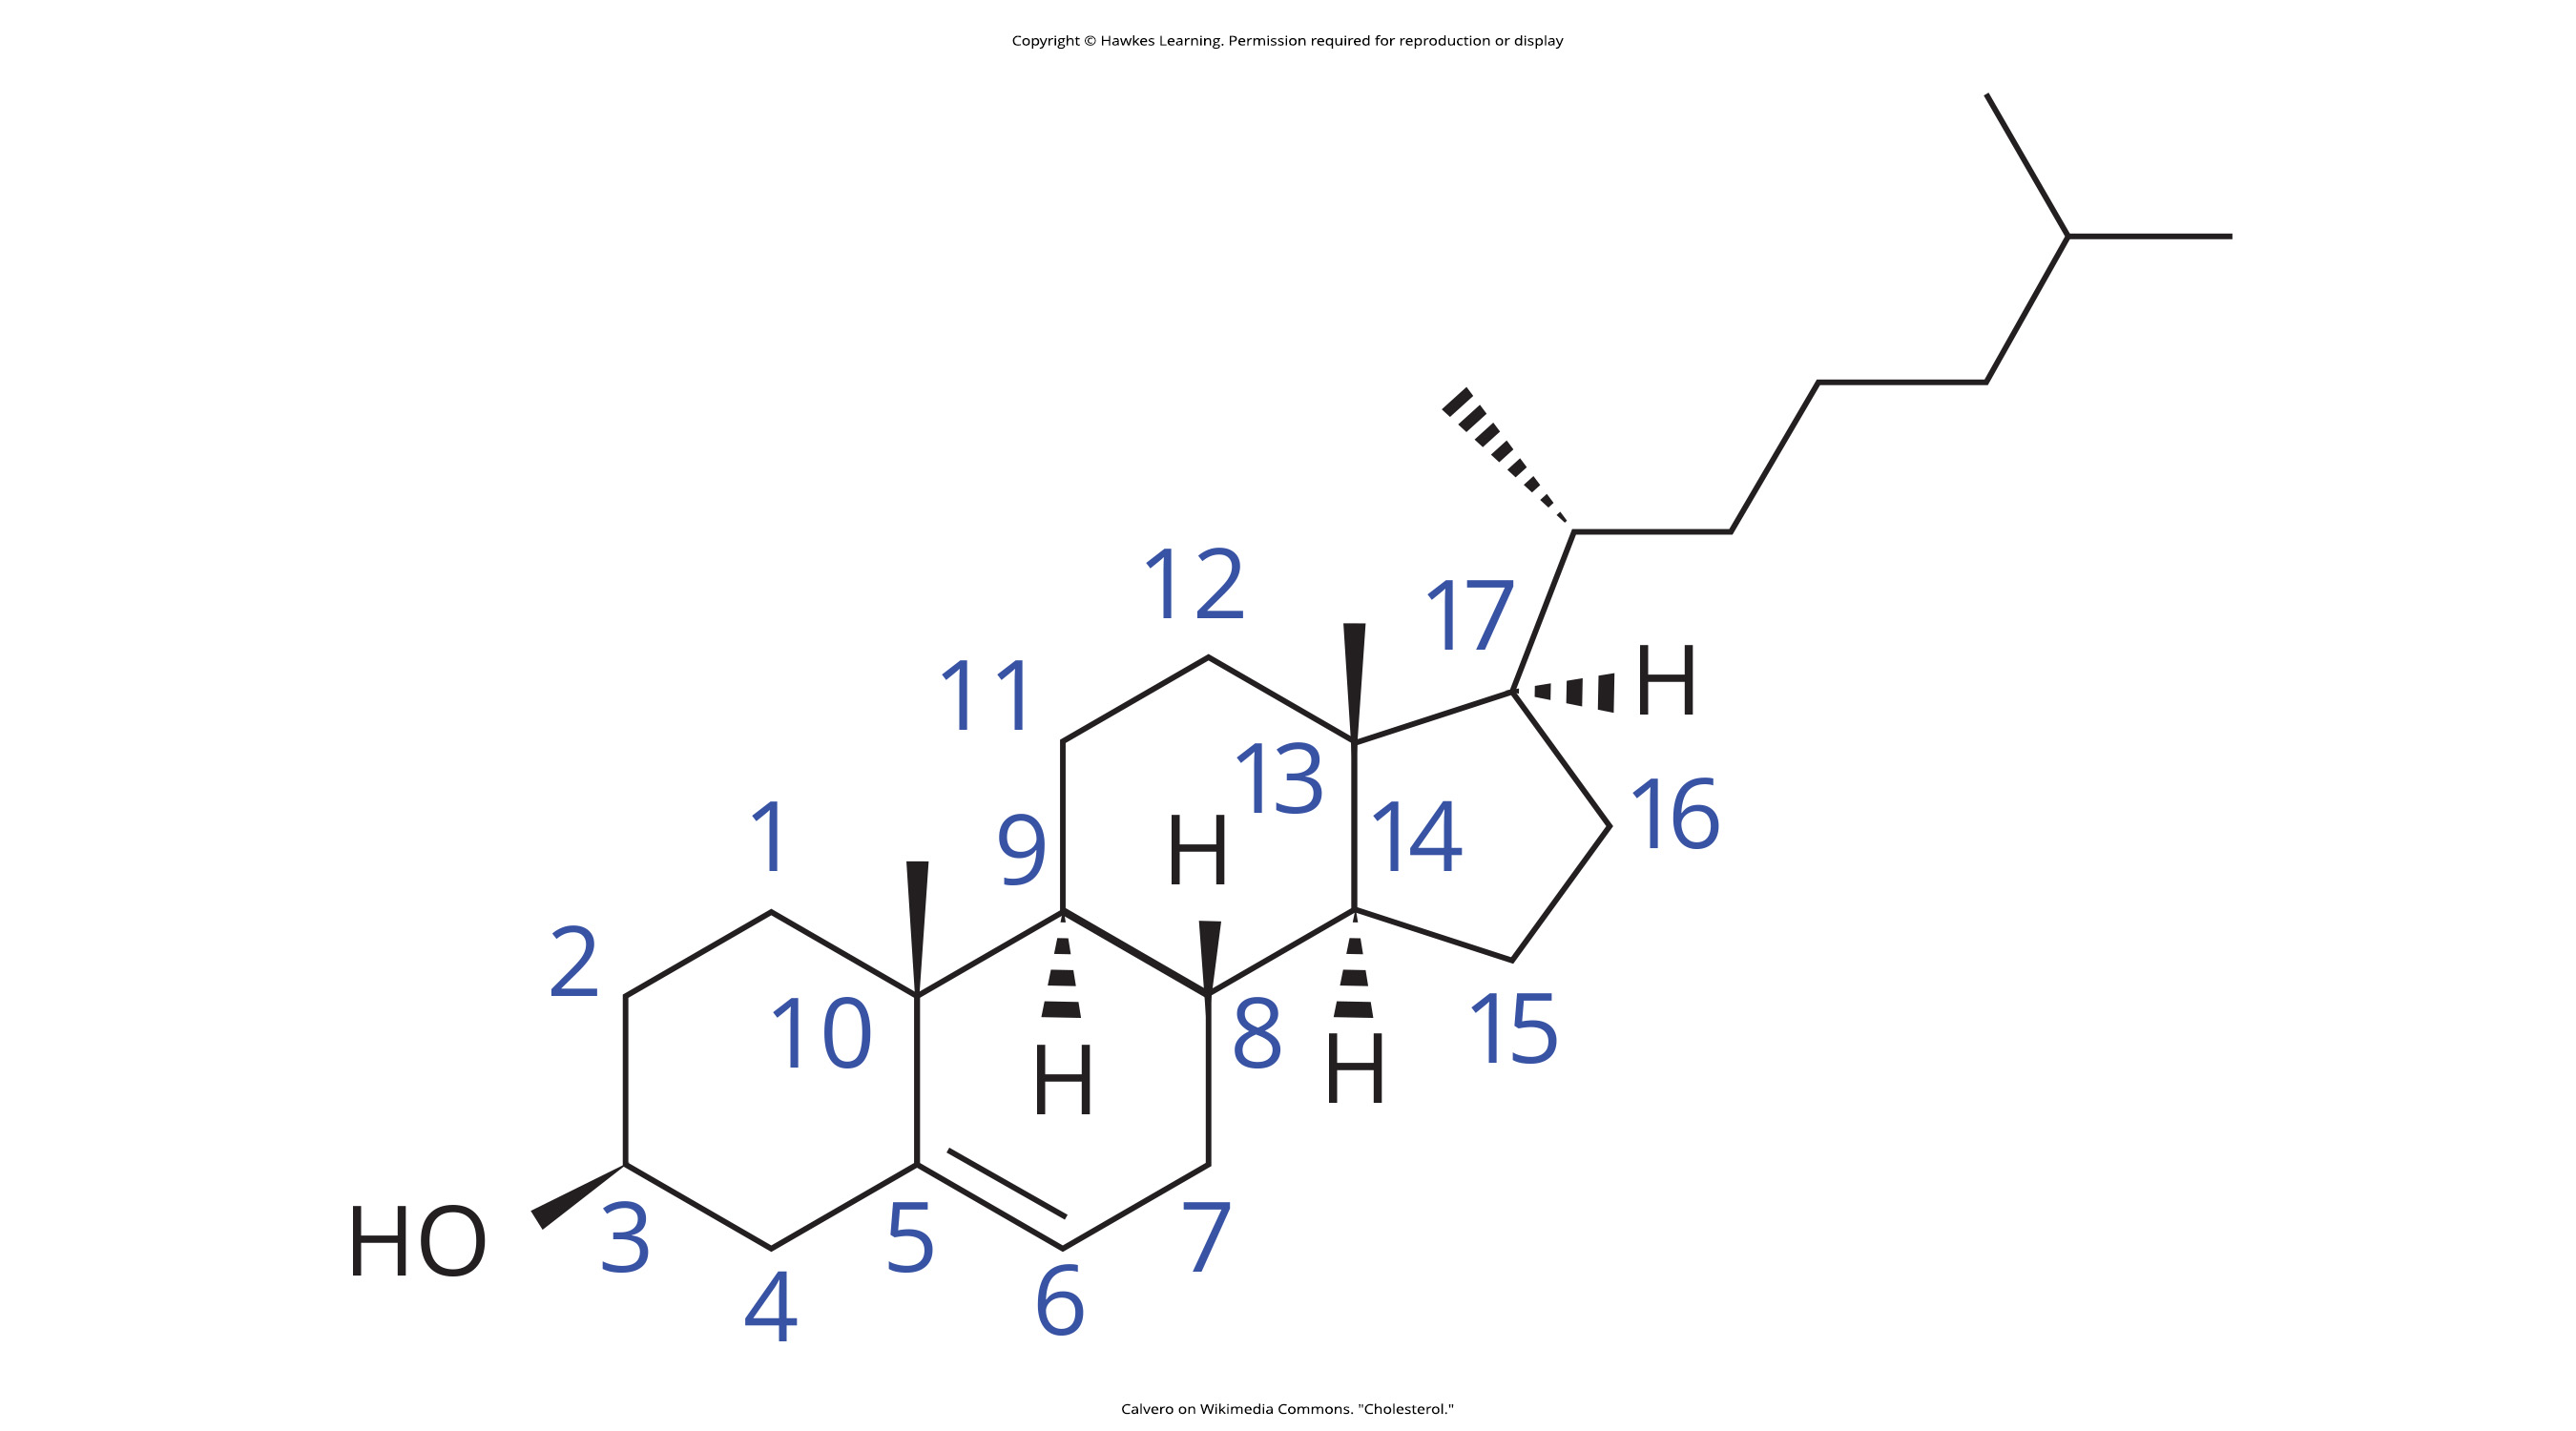 Copyright © Hawkes Learning. Permission required for reproduction or display
12
17
H
11
13
16
1
9
H
14
2
10
8
15
H
H
HO
3
5
7
4
6
Calvero on Wikimedia Commons. "Cholesterol."